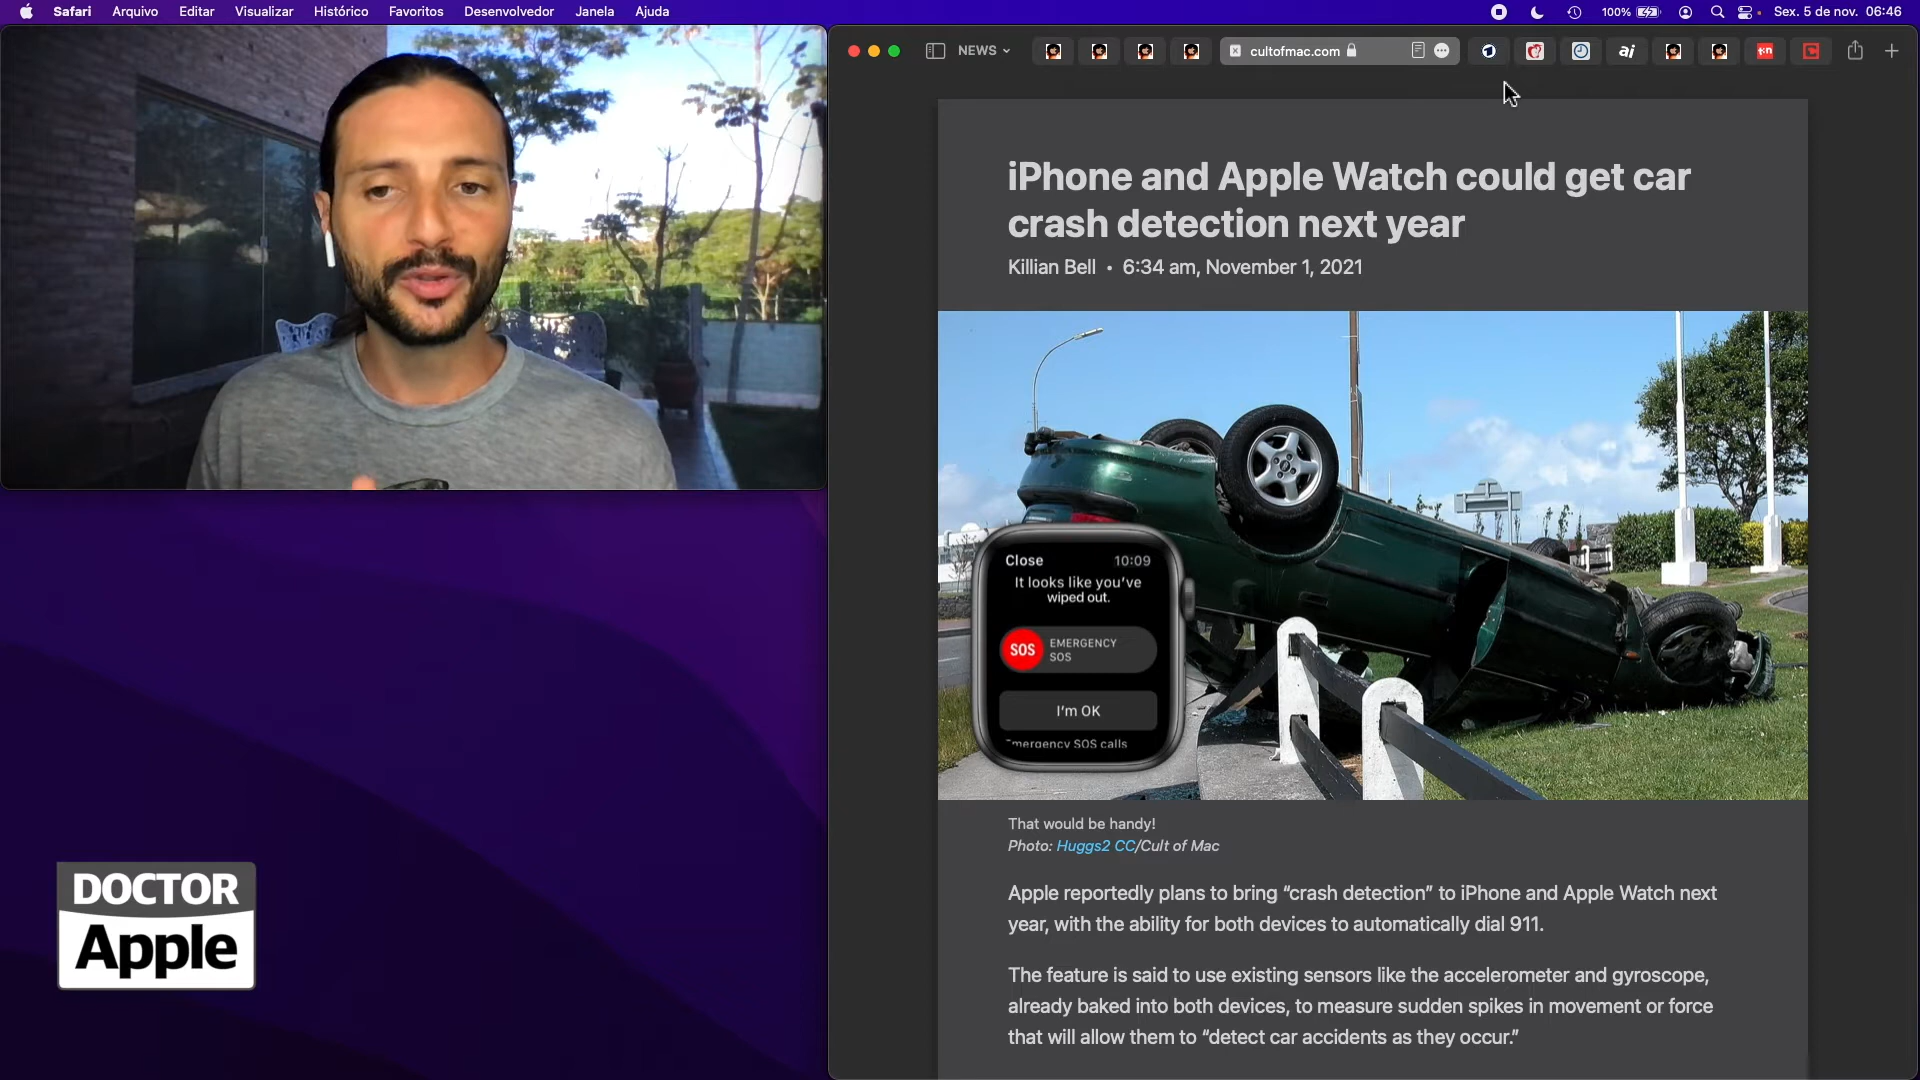 Safari Arquivo Editar Visualizar Histórico Favoritos Desenvolvedor Janela Ajuda
100% Sex. 5 de nov. 06:46
NEWS
cultofmac.com
ai
iPhone and Apple Watch could get car
crash detection next year
Killian Bell • 6:34 am, November 1, 2021
Close 10:09
It looks like you've
wiped out.
SOS EMERGENCY
SOS
I'm OK
Emergency SOS calls
That would be handy!
Photo: Huggs2 CC/Cult of Mac
Apple reportedly plans to bring “crash detection” to iPhone and Apple Watch next
year, with the ability for both devices to automatically dial 911.
The feature is said to use existing sensors like the accelerometer and gyroscope,
already baked into both devices, to measure sudden spikes in movement or force
that will allow them to “detect car accidents as they occur.”
DOCTOR
Apple